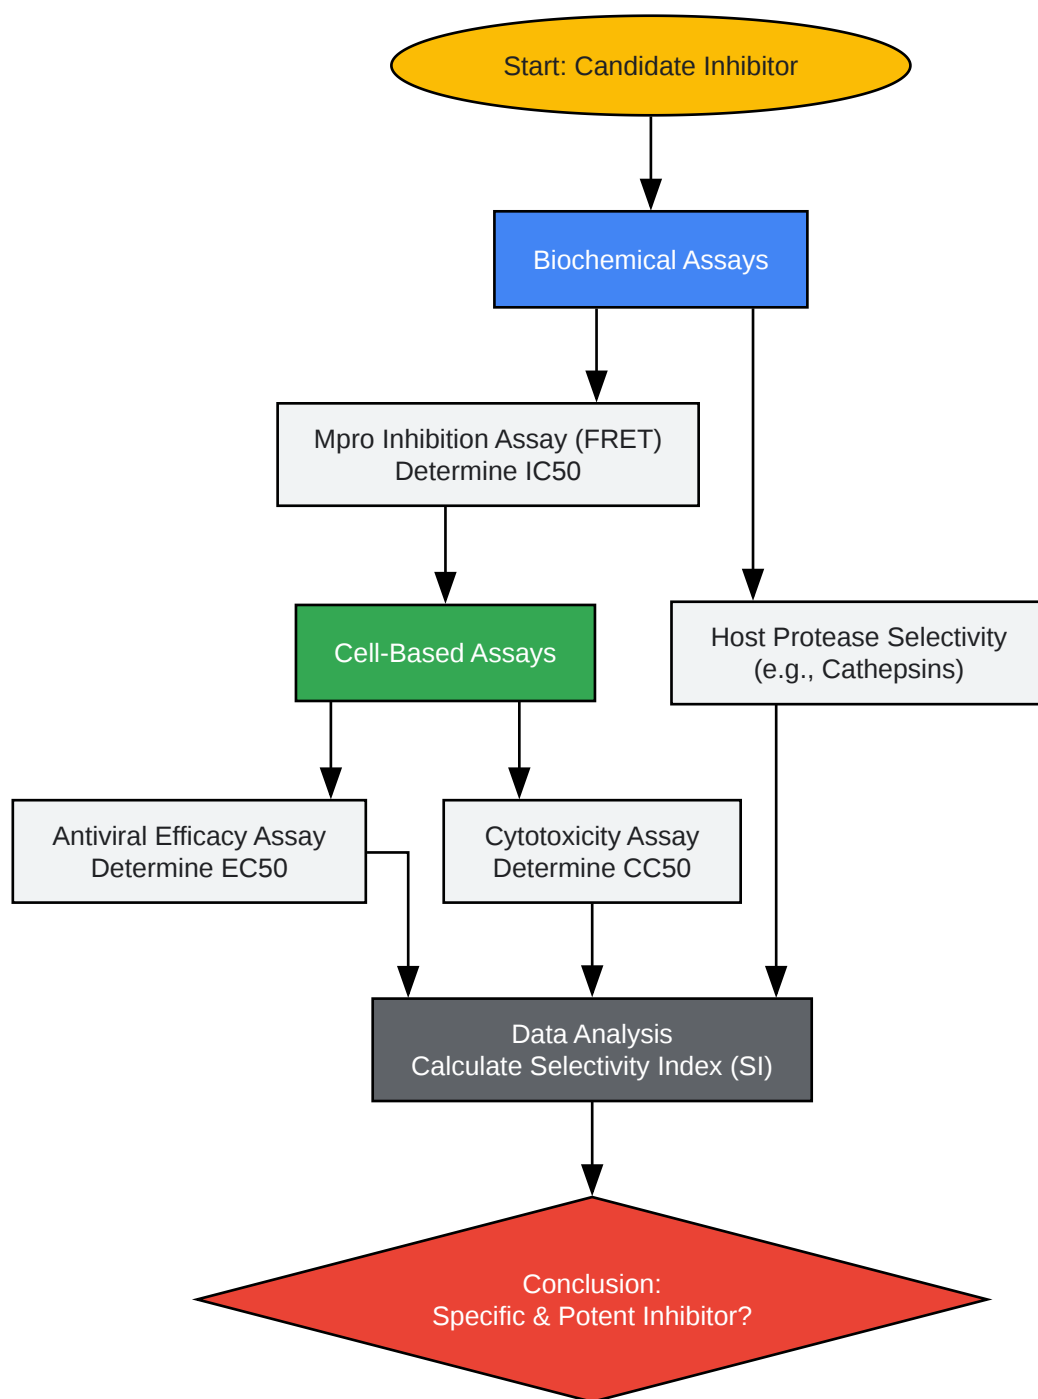 Start: Candidate Inhibitor
Biochemical Assays
Mpro Inhibition Assay (FRET)
Determine IC50
Cell-Based Assays
Host Protease Selectivity
(e.g., Cathepsins)
Antiviral Efficacy Assay
Determine EC50
Cytotoxicity Assay
Determine CC50
Data Analysis
Calculate Selectivity Index (SI)
Conclusion:
Specific & Potent Inhibitor?